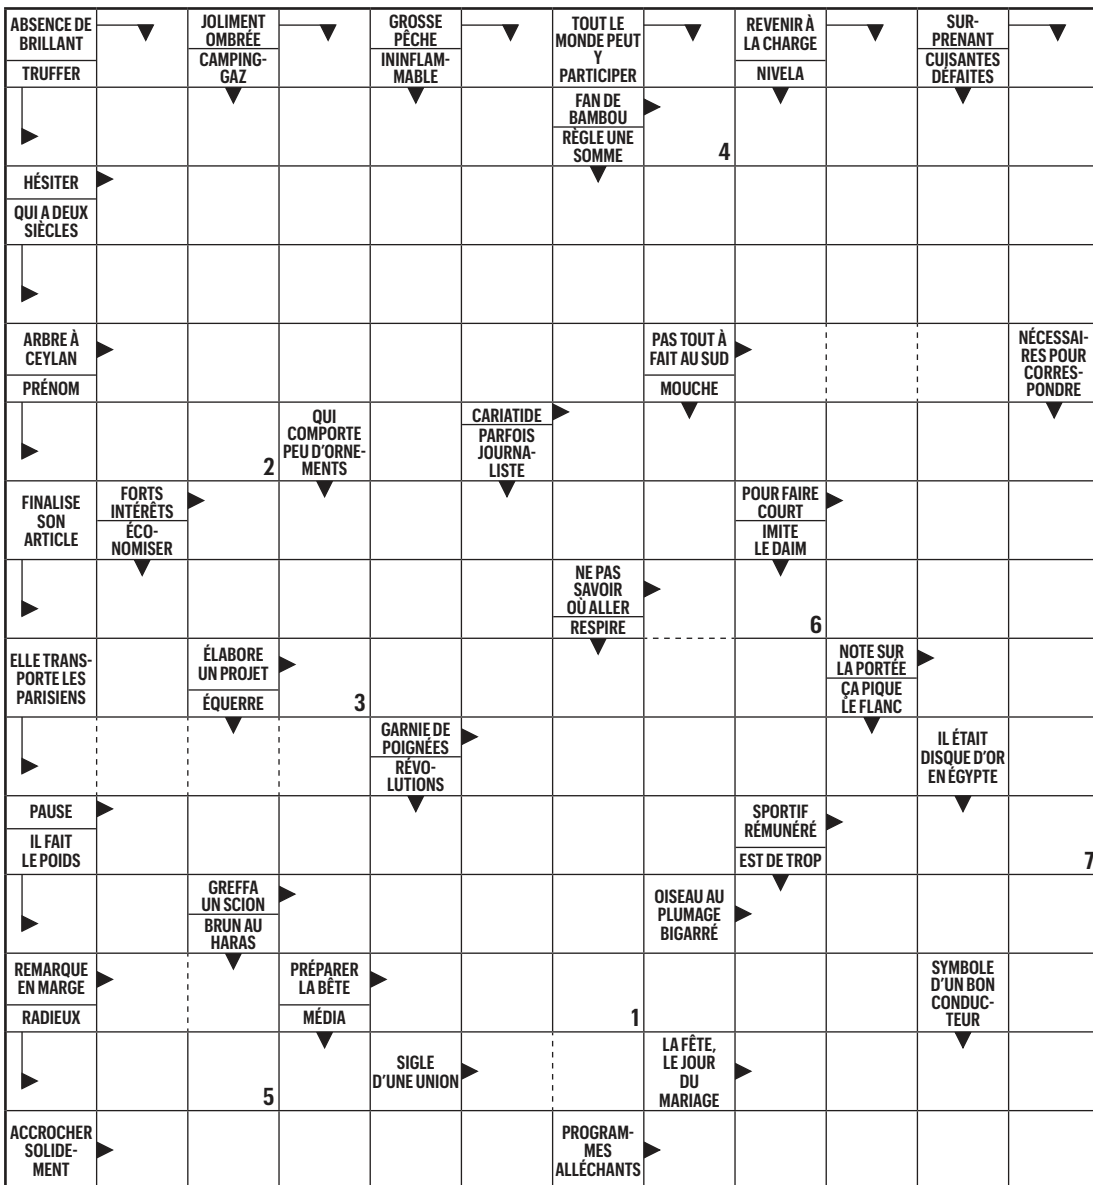 ABSENCE DE
BRILLANT
TRUFFER
JOLIMENT
OMBRÉE
CAMPING-
GAZ
GROSSE
PÊCHE
ININFLAM-
MABLE
TOUT LE
MONDE PEUT
Y
PARTICIPER
REVENIR À
LA CHARGE
NIVELA
SUR-
PRENANT
CUISANTES
DÉFAITES
FAN DE
BAMBOU
RÈGLE UNE
SOMME
4
HÉSITER
QUI A DEUX
SIÈCLES
ARBRE À
CEYLAN
PRÉNOM
PAS TOUT À
FAIT AU SUD
MOUCHE
NÉCESSAI-
RES POUR
CORRES-
PONDRE
2
QUI
COMPORTE
PEU D'ORNE-
MENTS
CARIATIDE
PARFOIS
JOURNA-
LISTE
FINALISE
SON
ARTICLE
FORTS
INTÉRÊTS
ÉCO-
NOMISER
POUR FAIRE
COURT
IMITE
LE DAIM
NE PAS
SAVOIR
OÙ ALLER
RESPIRE
6
ELLE TRANS-
PORTE LES
PARISIENS
ÉLABORE
UN PROJET
ÉQUERRE
3
NOTE SUR
LA PORTÉE
ÇA PIQUE
LE FLANC
GARNIE DE
POIGNÉES
RÉVO-
LUTIONS
IL ÉTAIT
DISQUE D'OR
EN ÉGYPTE
PAUSE
IL FAIT
LE POIDS
SPORTIF
RÉMUNÉRÉ
EST DE TROP
7
GREFFA
UN SCION
BRUN AU
HARAS
OISEAU AU
PLUMAGE
BIGARRÉ
REMARQUE
EN MARGE
RADIEUX
PRÉPARER
LA BÊTE
MÉDIA
1
SYMBOLE
D'UN BON
CONDUC-
TEUR
5
SIGLE
D'UNE UNION
LA FÊTE,
LE JOUR
DU
MARIAGE
ACCROCHER
SOLIDE-
MENT
PROGRAM-
MES
ALLÉCHANTS